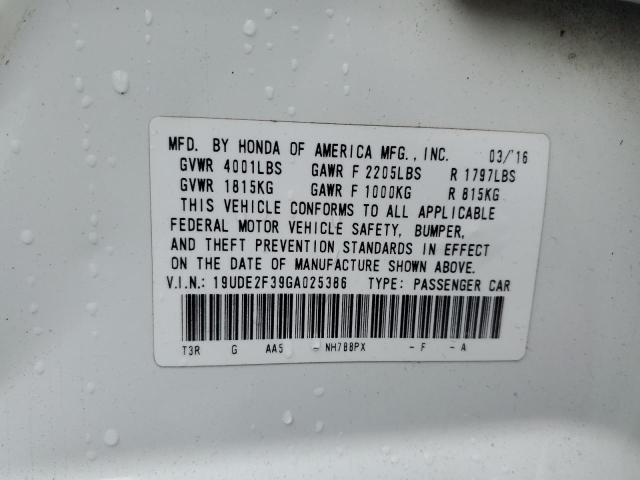 MFD. BY HONDA OF AMERICA MFG., INC. 03/'16
GVWR 4001LBS GAWR F 2205LBS R 1797LBS
GVWR 1815KG GAWR F 1000KG R 815KG
THIS VEHICLE CONFORMS TO ALL APPLICABLE
FEDERAL MOTOR VEHICLE SAFETY, BUMPER,
AND THEFT PREVENTION STANDARDS IN EFFECT
ON THE DATE OF MANUFACTURE SHOWN ABOVE.
V.I.N.: 19UDE2F39GA025386 TYPE: PASSENGER CAR
T3R G AA5 - NH788PX - F - A